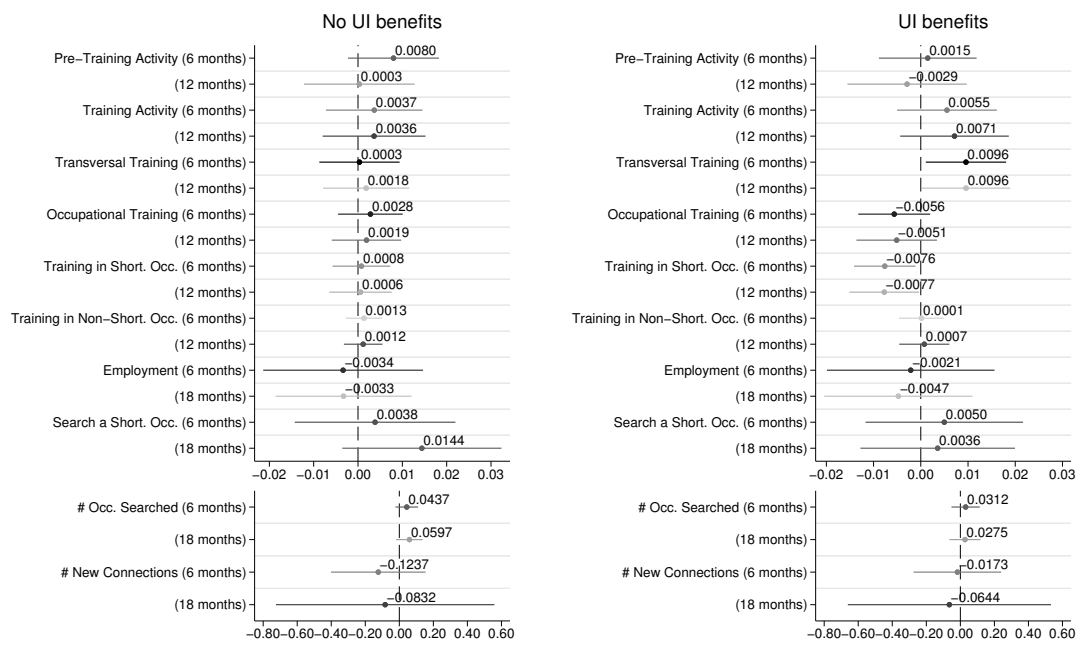 No UI benefits
Pre−Training Activity (6 months) 0.0080
(12 months) 0.0003
Training Activity (6 months) 0.0037
(12 months) 0.0036
Transversal Training (6 months) 0.0003
(12 months) 0.0018
Occupational Training (6 months) 0.0028
(12 months) 0.0019
Training in Short. Occ. (6 months) 0.0008
(12 months) 0.0006
Training in Non−Short. Occ. (6 months) 0.0013
(12 months) 0.0012
Employment (6 months) −0.0034
(18 months) −0.0033
Search a Short. Occ. (6 months) 0.0038
(18 months) 0.0144
−0.02 −0.01 0.00 0.01 0.02 0.03
# Occ. Searched (6 months) 0.0437
(18 months) 0.0597
# New Connections (6 months) −0.1237
(18 months) −0.0832
−0.80 −0.60 −0.40 −0.20 0.00 0.20 0.40 0.60
UI benefits
Pre−Training Activity (6 months) 0.0015
(12 months) −0.0029
Training Activity (6 months) 0.0055
(12 months) 0.0071
Transversal Training (6 months) 0.0096
(12 months) 0.0096
Occupational Training (6 months) −0.0056
(12 months) −0.0051
Training in Short. Occ. (6 months) −0.0076
(12 months) −0.0077
Training in Non−Short. Occ. (6 months) 0.0001
(12 months) 0.0007
Employment (6 months) −0.0021
(18 months) −0.0047
Search a Short. Occ. (6 months) 0.0050
(18 months) 0.0036
−0.02 −0.01 0.00 0.01 0.02 0.03
# Occ. Searched (6 months) 0.0312
(18 months) 0.0275
# New Connections (6 months) −0.0173
(18 months) −0.0644
−0.80 −0.60 −0.40 −0.20 0.00 0.20 0.40 0.60